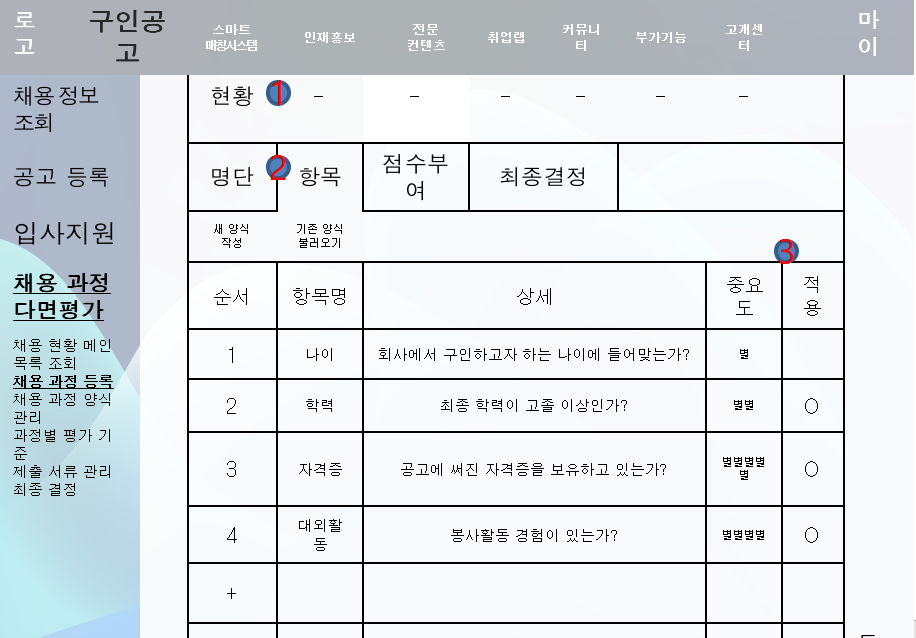 로
고
구인공
고
스마트
매칭시스템
인재홍보
전문
컨텐츠
취업랩
커뮤니
티
부가기능
고개센
터
마
이
채용 정보
조회
공고 등록
입사지원
채용 과정
다면평가
채용 현황 메인
목록 조회
채용 과정 등록
채용 과정 양식
관리
과정별 평가 기
준
제출 서류 관리
최종 결정
현황 1 – – – – – –
명단 2 항목 점수부
여
최종결정
새 양식
작성
기존 양식
불러오기
3
순서 항목명 상세 중요
도
적
용
1 나이 회사에서 구인하고자 하는 나이에 들어맞는가? 별
2 학력 최종 학력이 고졸 이상인가? 별별 O
3 자격증 공고에 써진 자격증을 보유하고 있는가? 별별별별
별
O
4 대외활
동
봉사활동 경험이 있는가? 별별별별 O
+